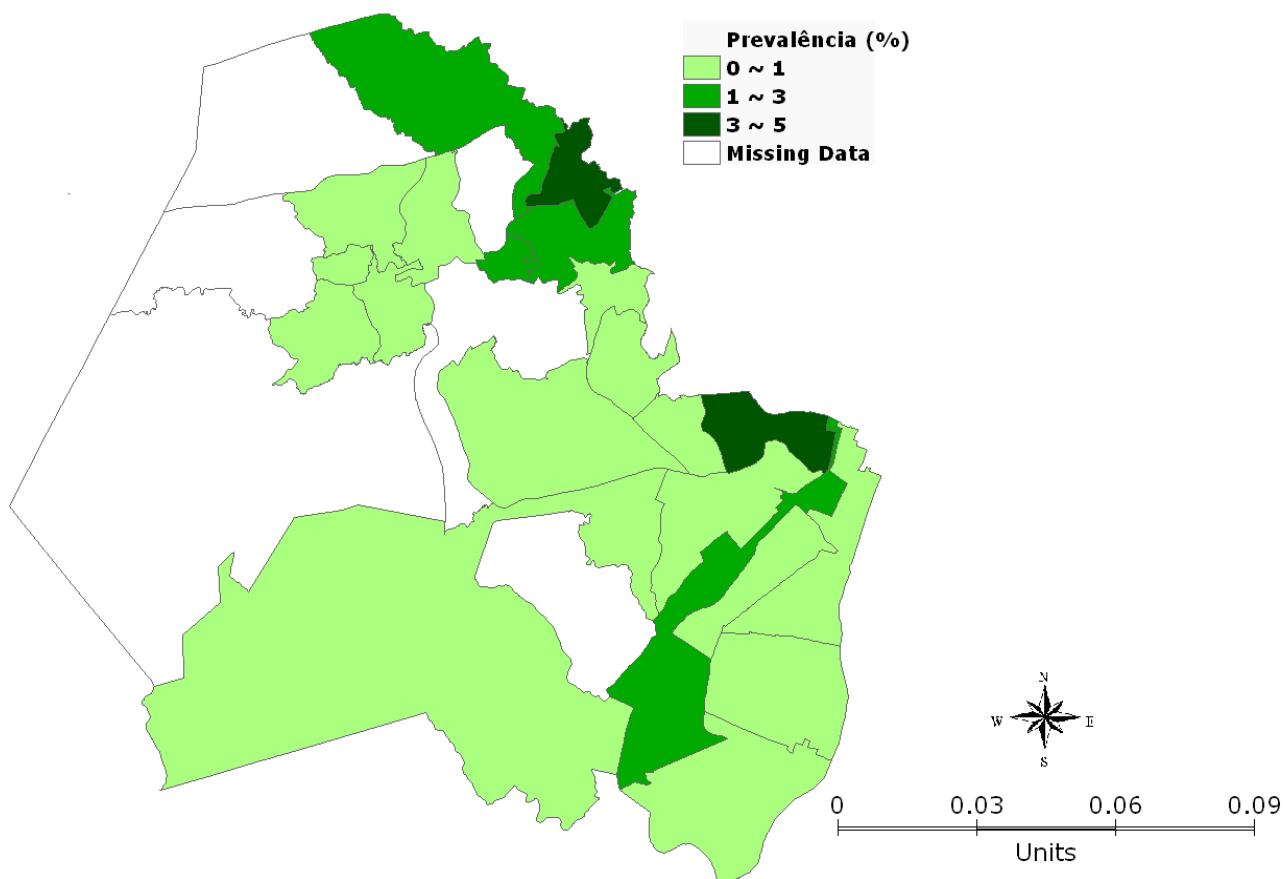 Prevalência (%)
0 ~ 1
1 ~ 3
3 ~ 5
Missing Data
N
W E
S
0 0.03 0.06 0.09
Units